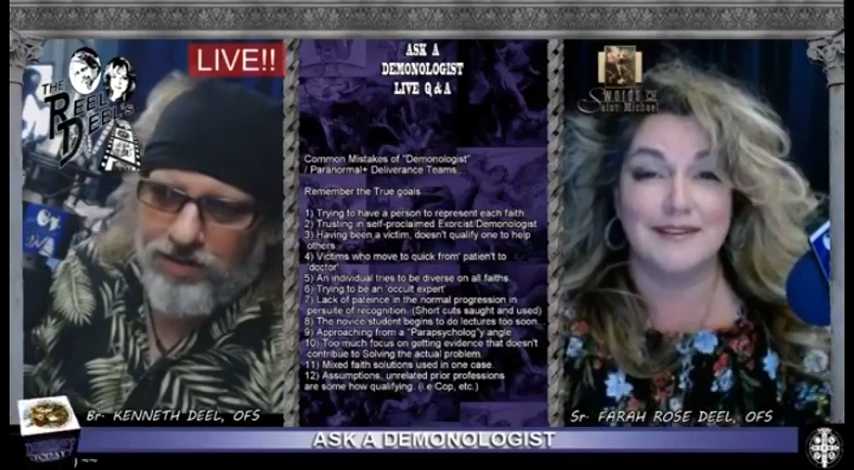 THE
REEL
DEEL'S
LIVE!!
ASK A
DEMONOLOGIST
LIVE Q&A
Common Mistakes of "Demonologist"
/ Paranormal+ Deliverance Teams...
Remember the True goals
1) Trying to have a person to represent each faith.
2) Trusting in self-proclaimed Exorcist/Demonologist
3) Having been a victim, doesn't qualify one to help
others.
4) Victims who move to quick from' patien't to
'doctor'
5) An individual tries to be diverse on all faiths.
6) Trying to be an 'occult expert'
7) Lack of pateince in the normal progression in
persuite of recognition. (Short cuts saught and used)
8) The novice/student begins to do lectures too soon...
9) Approaching from a "Parapsycholog"y angle
10) Too much focus on getting evidence that doesn't
contribue to Solving the actual problem.
11) Mixed faith solutions used in one case.
12) Assumptions, unrelated prior professions
are some how qualifying. (i.e Cop, etc.)
SWORDS OF
Saint Michael
Br. KENNETH DEEL, OFS
Sr. FARAH ROSE DEEL, OFS
TODAY
ASK A DEMONOLOGIST